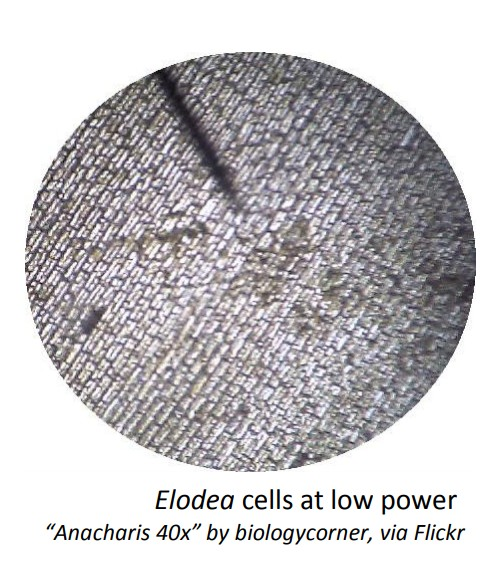 Elodea cells at low power
“Anacharis 40x” by biologycorner, via Flickr